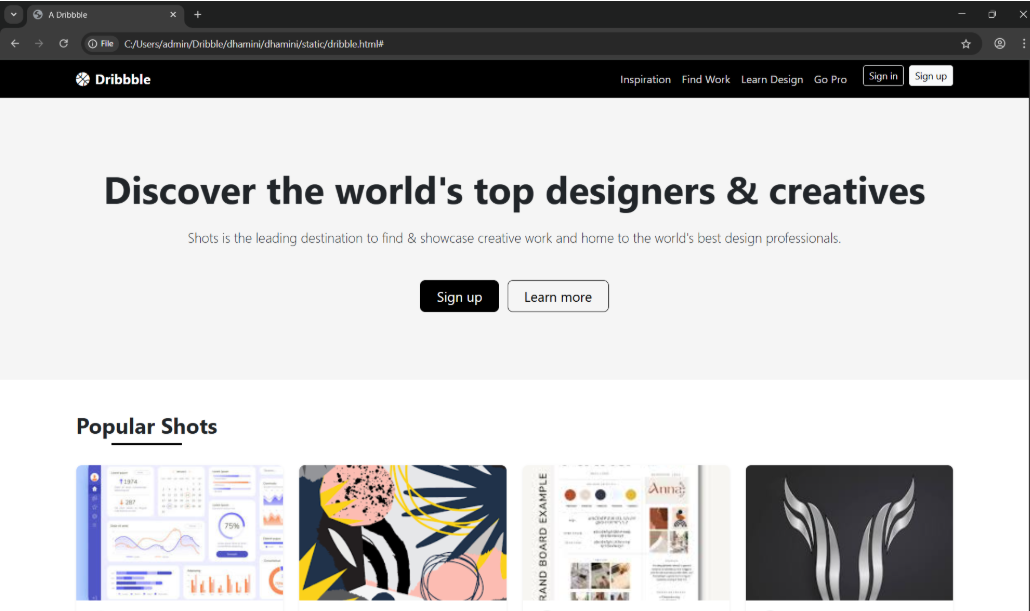 A Dribbble
File
C:/Users/admin/Dribble/dhamini/dhamini/static/dribble.html#
Dribbble
Inspiration Find Work Learn Design Go Pro Sign in Sign up
Discover the world's top designers & creatives
Shots is the leading destination to find & showcase creative work and home to the world's best design professionals.
Sign up Learn more
Popular Shots
1974
207
75%
RAND BOARD EXAMPLE
Anna